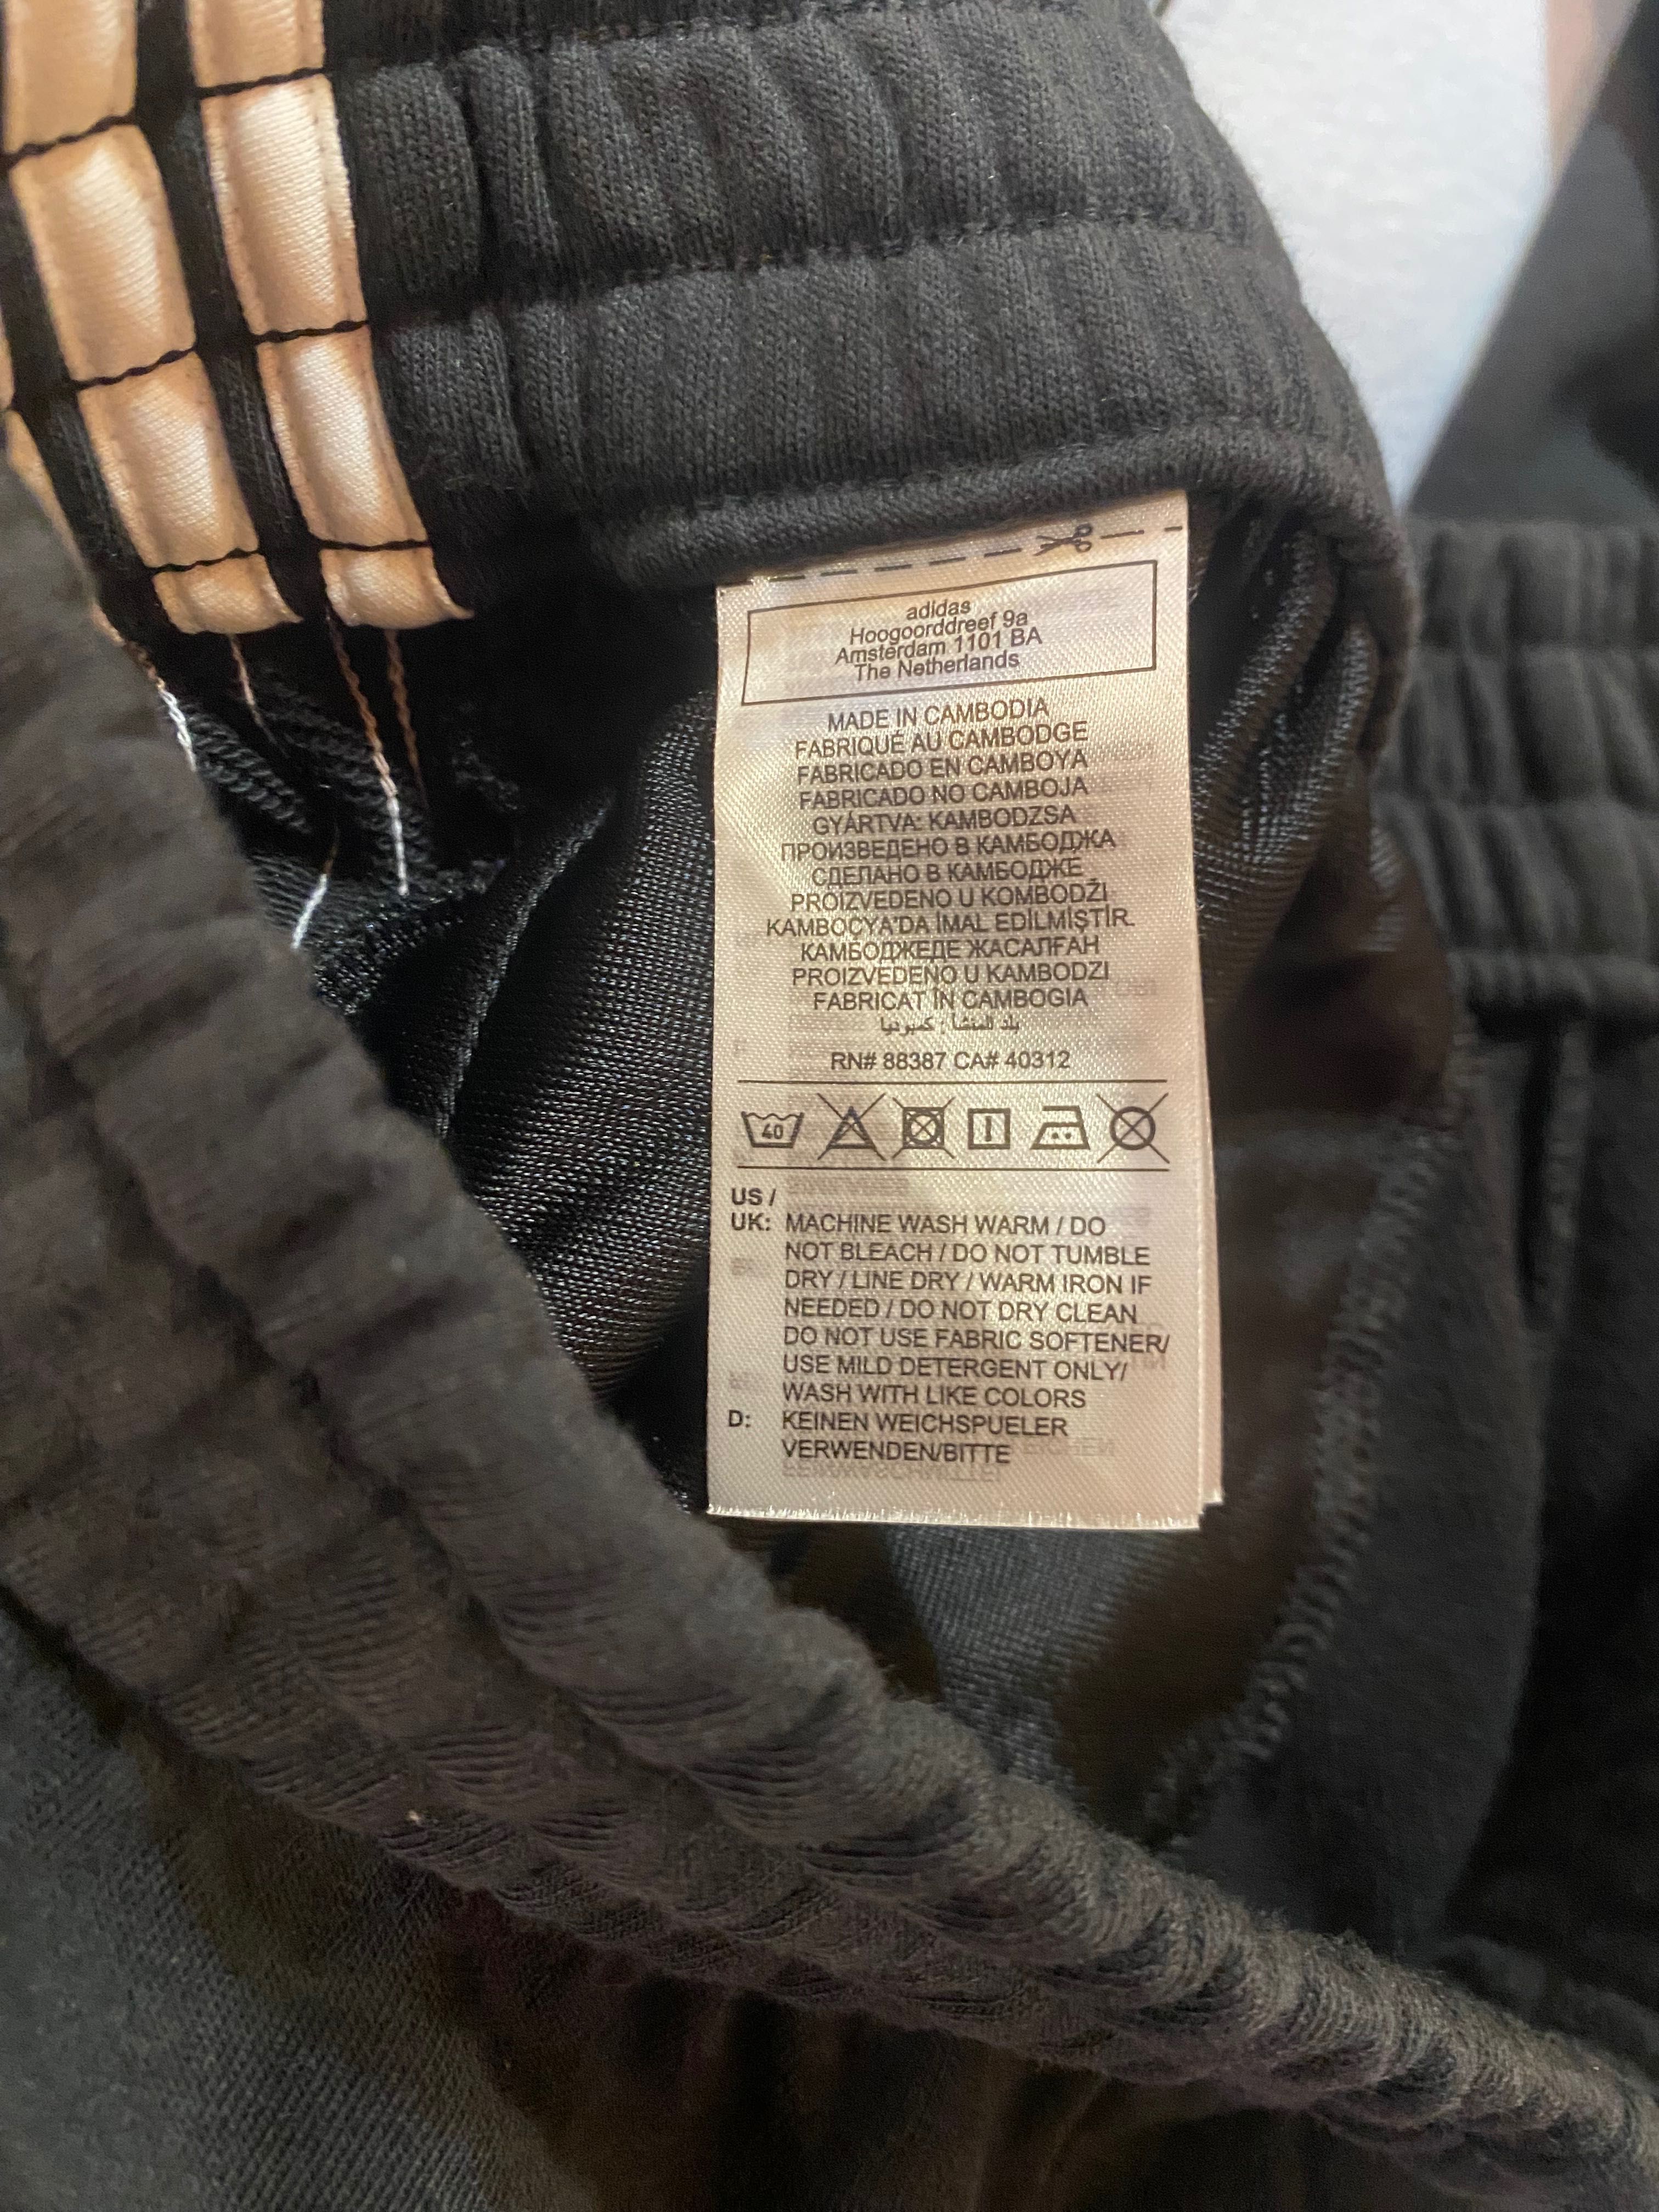 adidas
Hoogoorddreef 9a
Amsterdam 1101 BA
The Netherlands
MADE IN CAMBODIA
FABRIQUÉ AU CAMBODGE
FABRICADO EN CAMBOYA
FABRICADO NO CAMBOJA
GYÁRTVA: KAMBODZSA
ПРОИЗВЕДЕНО В КАМБОДЖА
СДЕЛАНО В КАМБОДЖЕ
PROIZVEDENO U KOMBODŽI
KAMBOÇYA'DA İMAL EDİLMİŞTİR.
КАМБОДЖЕДЕ ЖАСАЛҒАН
PROIZVEDENO U KAMBODZI
FABRICAT ÎN CAMBOGIA
بلد المنشأ : كمبوديا
RN# 88387 CA# 40312
40
US /
UK: MACHINE WASH WARM / DO
NOT BLEACH / DO NOT TUMBLE
DRY / LINE DRY / WARM IRON IF
NEEDED / DO NOT DRY CLEAN
DO NOT USE FABRIC SOFTENER/
USE MILD DETERGENT ONLY/
WASH WITH LIKE COLORS
D: KEINEN WEICHSPUELER
VERWENDEN/BITTE